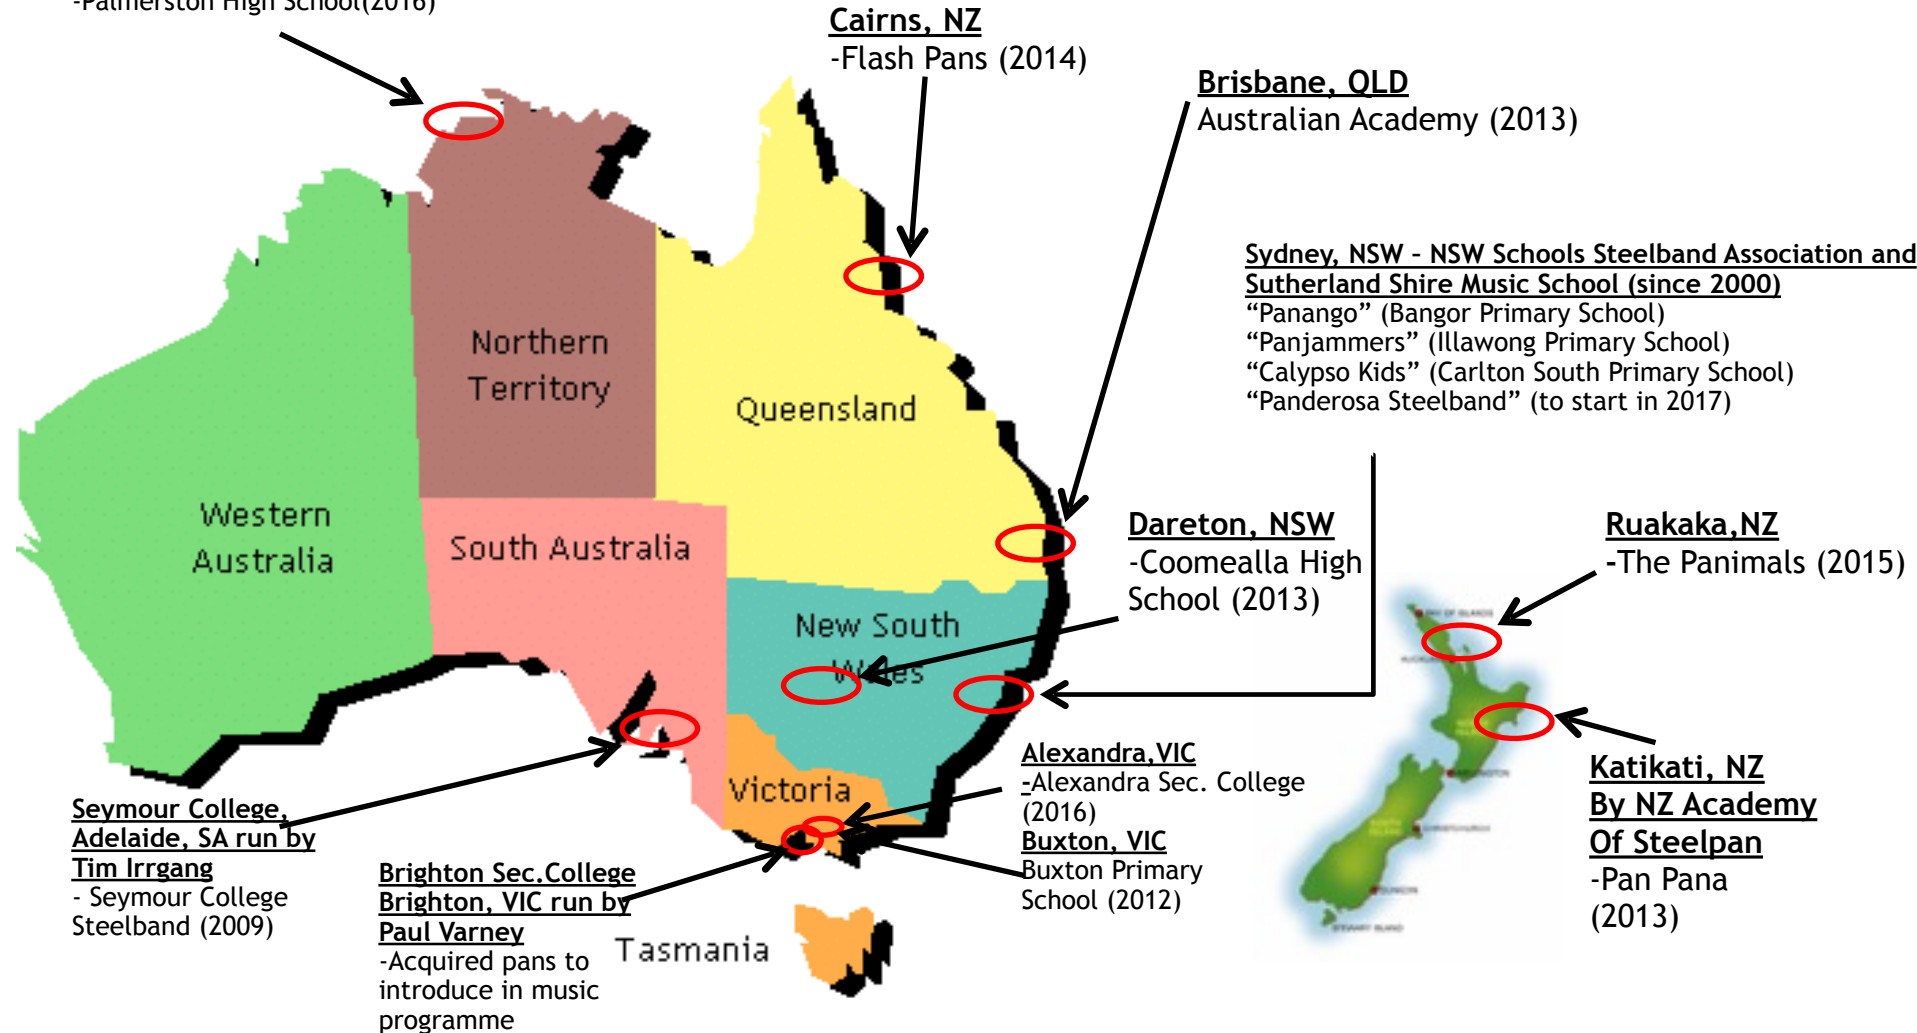 -Palmerston High School(2016)
Cairns, NZ
-Flash Pans (2014)
Brisbane, QLD
Australian Academy (2013)
Sydney, NSW – NSW Schools Steelband Association and
Sutherland Shire Music School (since 2000)
“Panango” (Bangor Primary School)
“Panjammers” (Illawong Primary School)
“Calypso Kids” (Carlton South Primary School)
“Panderosa Steelband” (to start in 2017)
Northern
Territory
Queensland
Western
Australia
South Australia
New South
Wales
Victoria
Tasmania
Dareton, NSW
-Coomealla High
School (2013)
Ruakaka,NZ
-The Panimals (2015)
Katikati, NZ
By NZ Academy
Of Steelpan
-Pan Pana
(2013)
Alexandra,VIC
-Alexandra Sec. College
(2016)
Buxton, VIC
Buxton Primary
School (2012)
Seymour College,
Adelaide, SA run by
Tim Irrgang
- Seymour College
Steelband (2009)
Brighton Sec.College
Brighton, VIC run by
Paul Varney
-Acquired pans to
introduce in music
programme
BAY OF ISLANDS
STEWART ISLAND